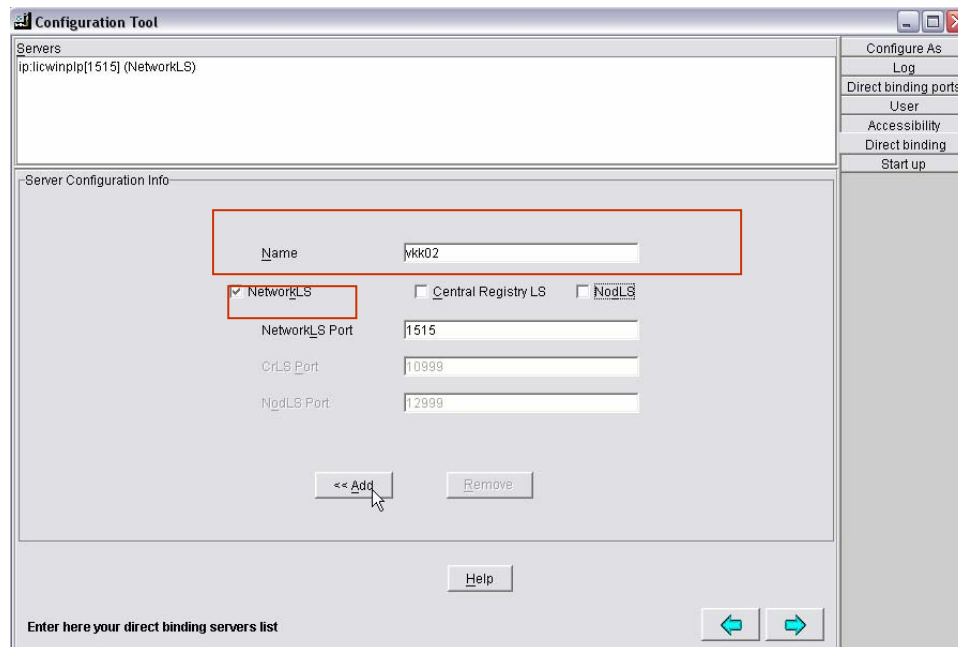 Configuration Tool
Servers
ip:licwinplp[1515] (NetworkLS)
Configure As
Log
Direct binding ports
User
Accessibility
Direct binding
Start up
Server Configuration Info
Name vkk02
NetworkLS Central Registry LS NodLS
NetworkLS Port 1515
CrLS Port 10999
NodLS Port 12999
<< Add Remove
Help
Enter here your direct binding servers list